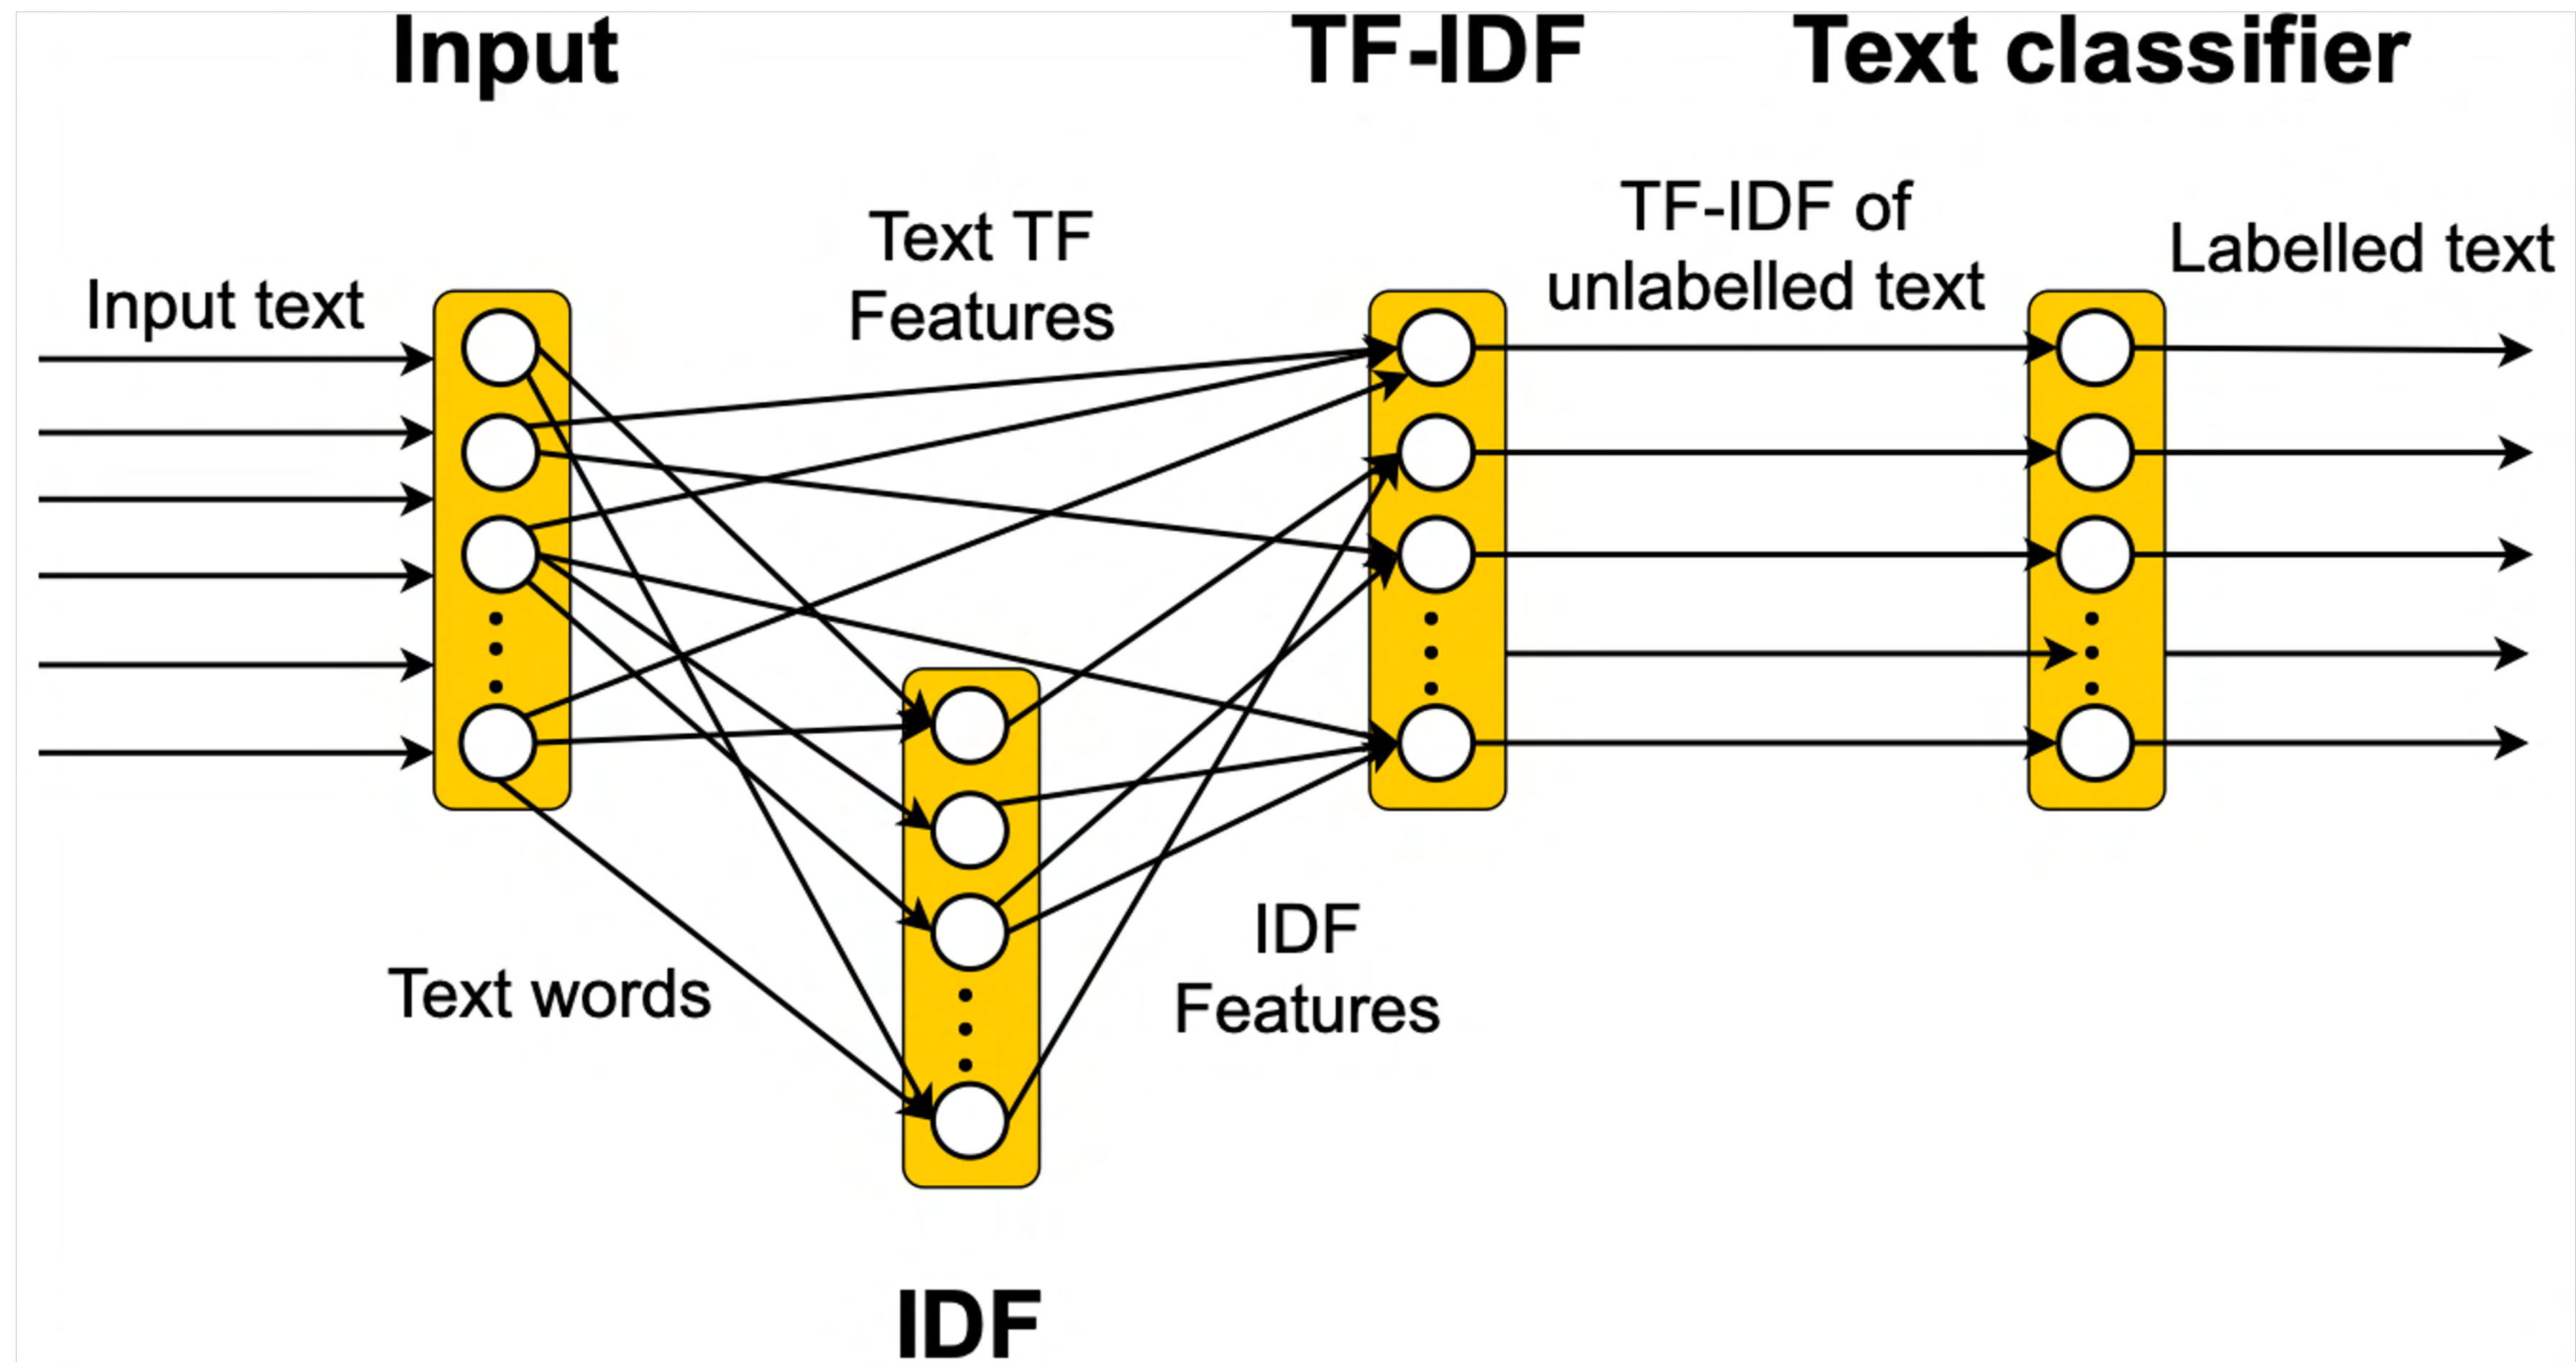 Input
TF-IDF
Text classifier
Input text
Text TF
Features
TF-IDF of
unlabelled text
Labelled text
Text words
IDF
Features
IDF